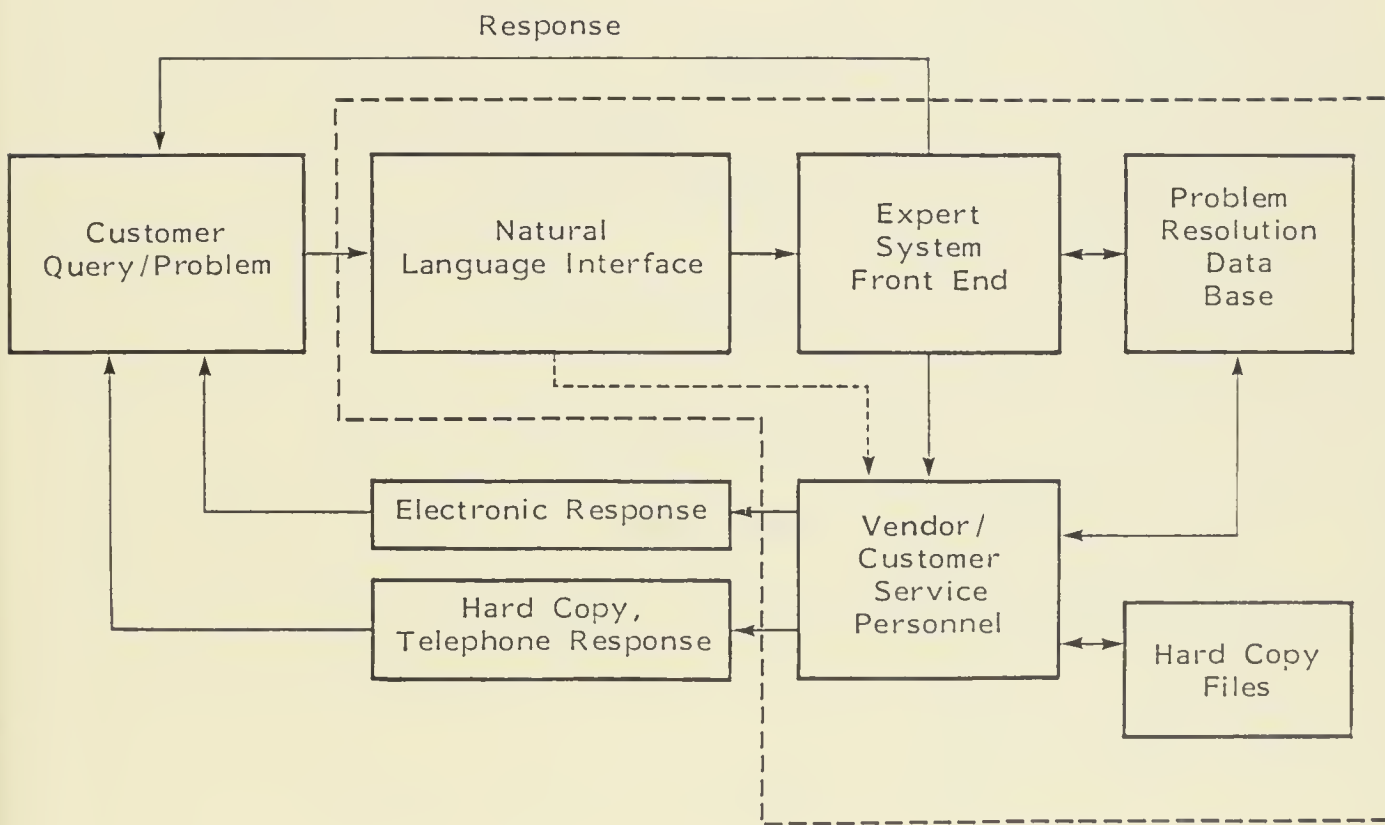 Response
Customer
Query/Problem
Natural
Language Interface
Expert
System
Front End
Problem
Resolution
Data
Base
Electronic Response
Hard Copy,
Telephone Response
Vendor/
Customer
Service
Personnel
Hard Copy
Files